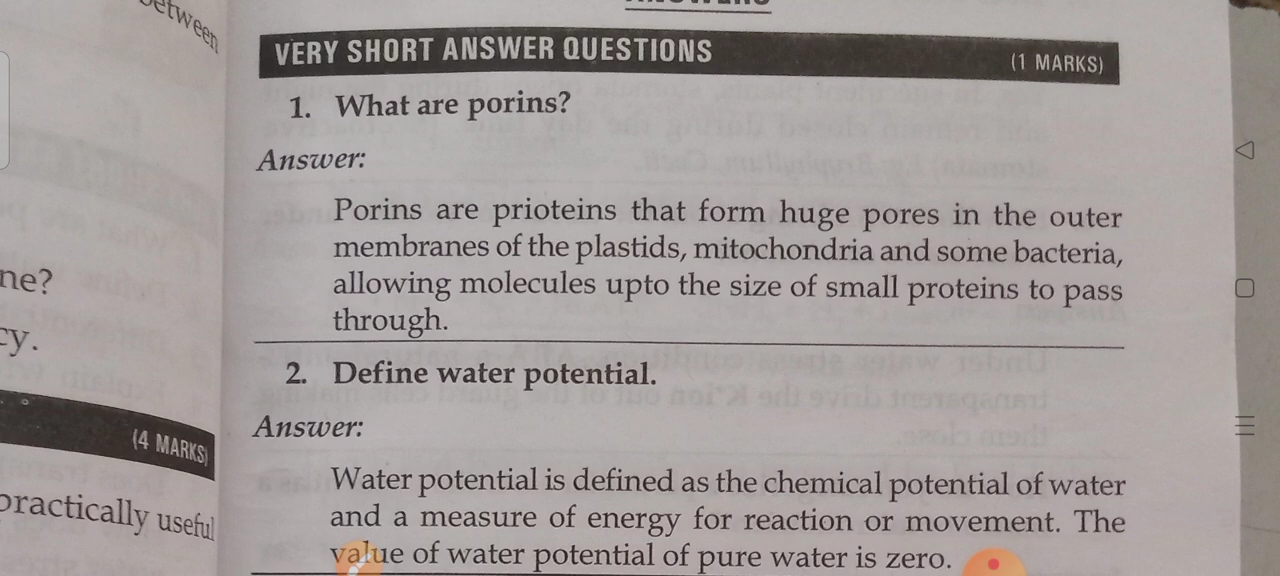 between
ne?
cy.
(4 MARKS)
practically useful
VERY SHORT ANSWER QUESTIONS (1 MARKS)
1. What are porins?
Answer:
Porins are prioteins that form huge pores in the outer
membranes of the plastids, mitochondria and some bacteria,
allowing molecules upto the size of small proteins to pass
through.
2. Define water potential.
Answer:
Water potential is defined as the chemical potential of water
and a measure of energy for reaction or movement. The
value of water potential of pure water is zero.